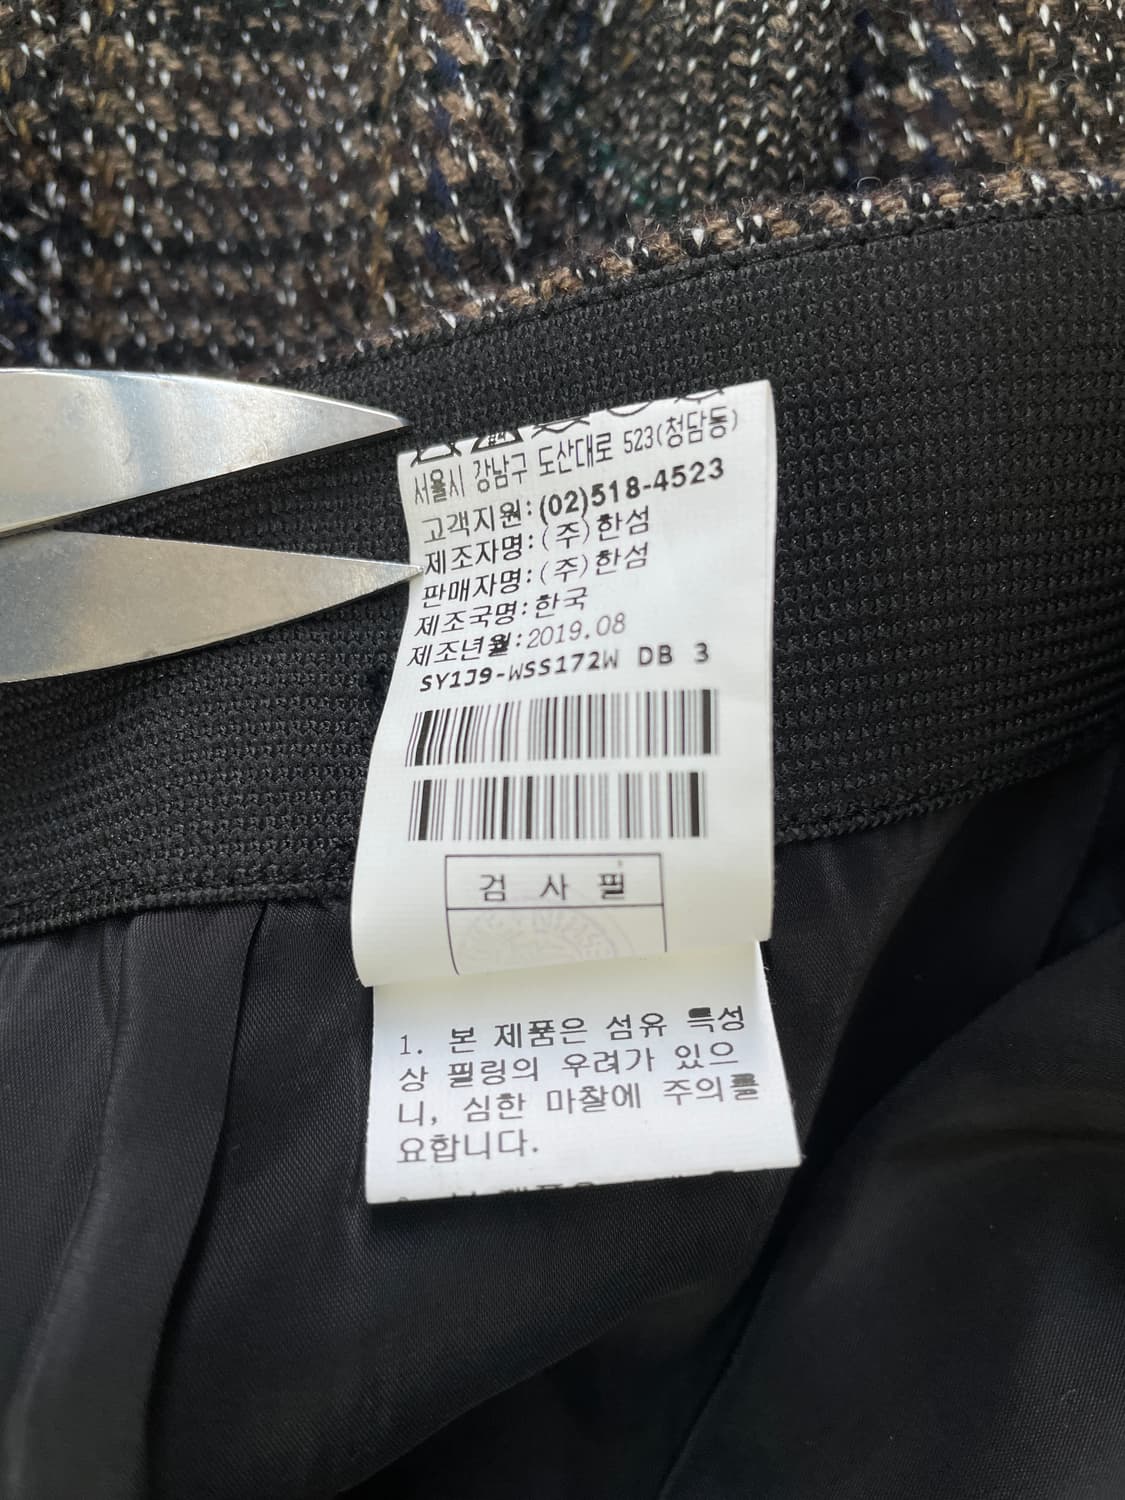 서울시 강남구 도산대로 523(청담동)
고객지원:(02)518-4523
제조자명:(주)한섬
판매자명:(주)한섬
제조국명:한국
제조년월:2019.08
SY1J9-WSS172W DB 3
검 사 필
1. 본 제품은 섬유 특성
상 필링의 우려가 있으
니, 심한 마찰에 주의를
요합니다.